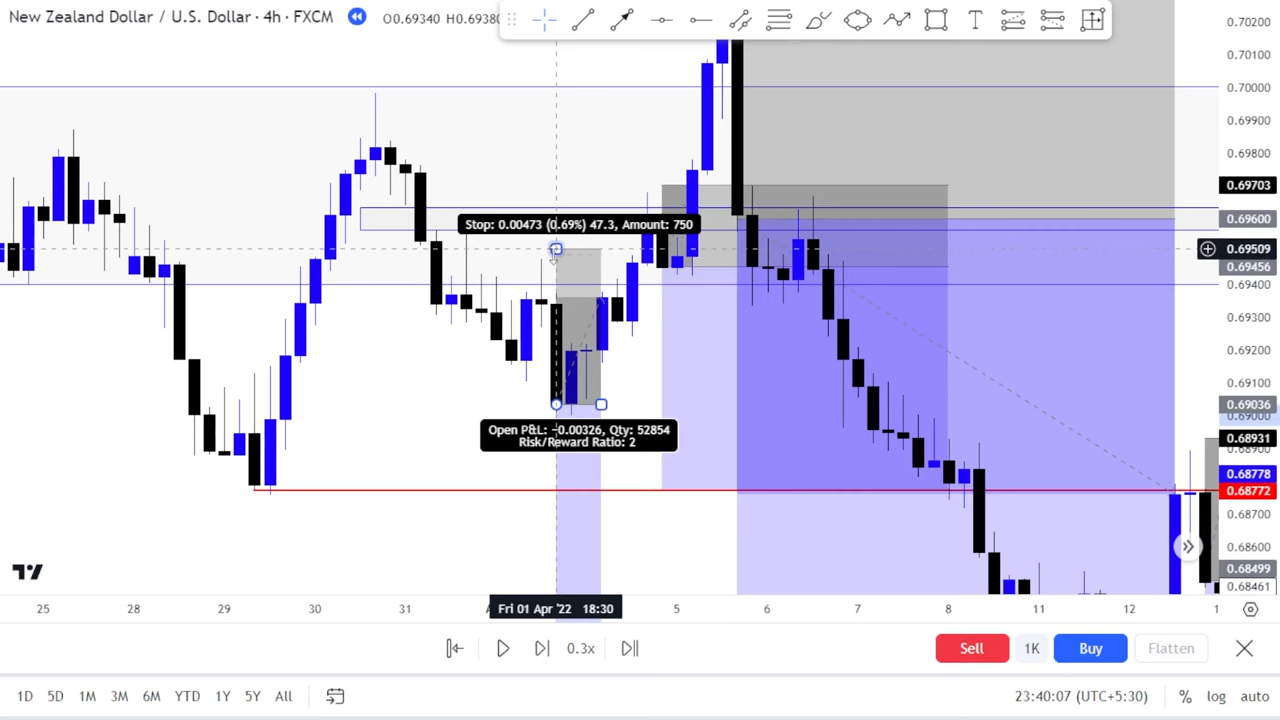 New Zealand Dollar / U.S. Dollar · 4h · FXCM
O0.69340 H0.69380
0.70200
0.70100
0.70000
0.69900
0.69800
0.69703
0.69600
Stop: 0.00473 (0.69%) 47.3, Amount: 750
0.69509
0.69456
0.69400
0.69300
0.69200
0.69100
0.69036
0.69000
Open P&L: -0.00326, Qty: 52854
Risk/Reward Ratio: 2
0.68931
0.68900
0.68778
0.68772
0.68700
0.68600
0.68499
0.68461
25 28 29 30 31 Fri 01 Apr '22 18:30 5 6 7 8 11 12 1
0.3x
Sell 1K Buy Flatten
1D 5D 1M 3M 6M YTD 1Y 5Y All
23:40:07 (UTC+5:30) % log auto